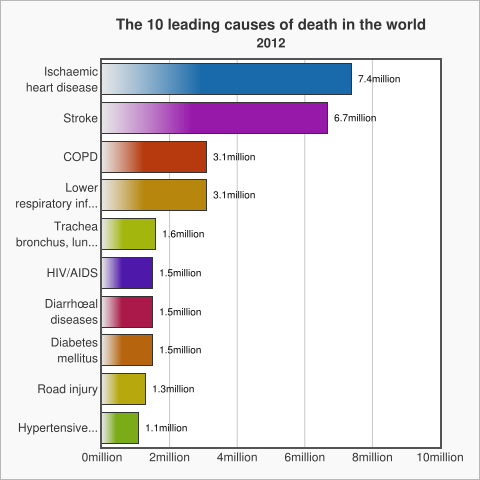 The 10 leading causes of death in the world
2012
Ischaemic
heart disease
7.4million
Stroke
6.7million
COPD
3.1million
Lower
respiratory inf...
3.1million
Trachea
bronchus, lun...
1.6million
HIV/AIDS
1.5million
Diarrhœal
diseases
1.5million
Diabetes
mellitus
1.5million
Road injury
1.3million
Hypertensive...
1.1million
0million
2million
4million
6million
8million
10million